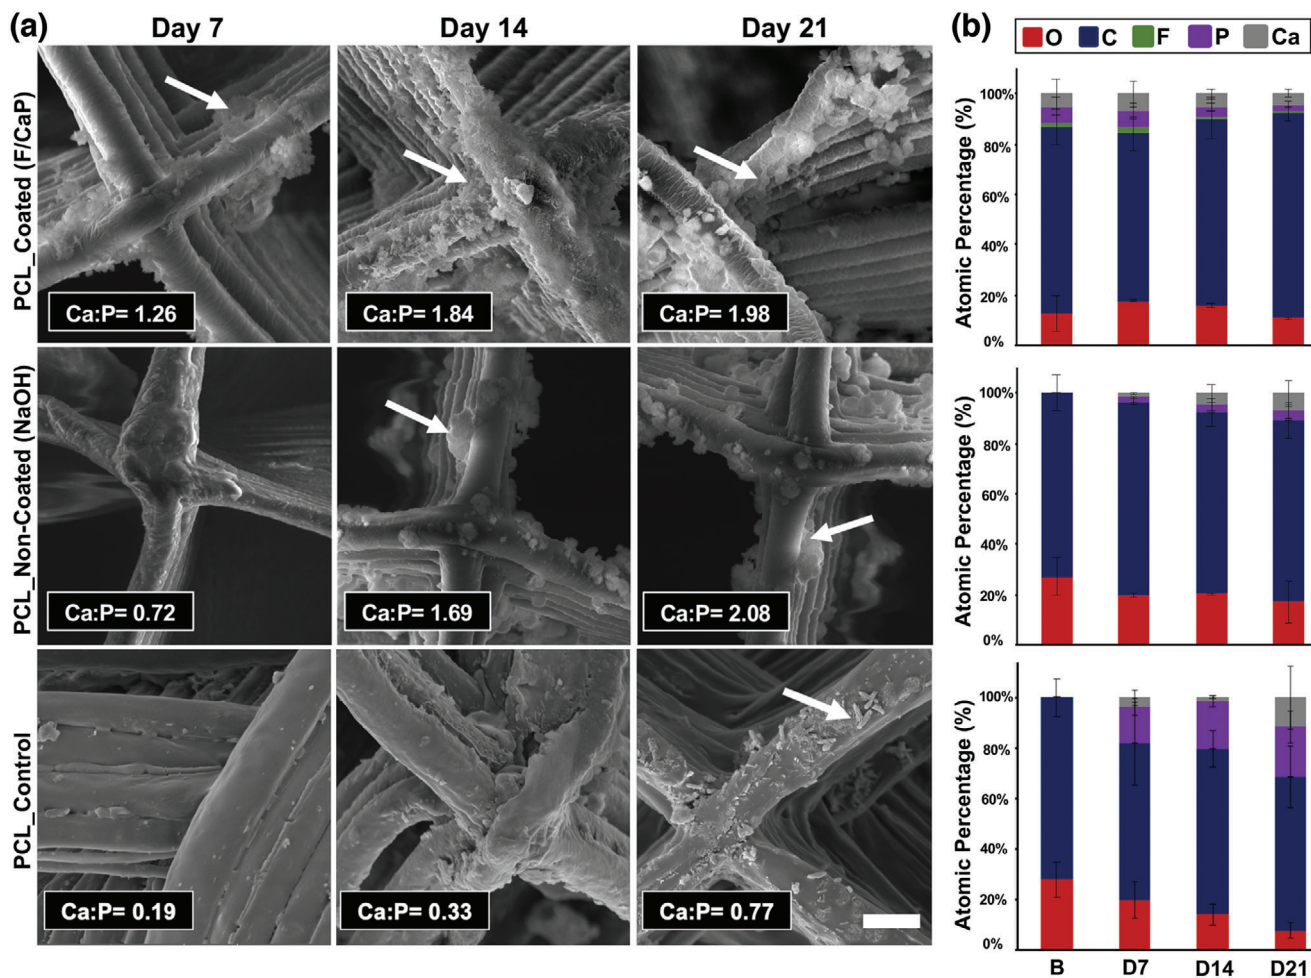 (a)
Day 7
Day 14
Day 21
PCL_Coated (F/CaP)
Ca:P= 1.26
Ca:P= 1.84
Ca:P= 1.98
PCL_Non-Coated (NaOH)
Ca:P= 0.72
Ca:P= 1.69
Ca:P= 2.08
PCL_Control
Ca:P= 0.19
Ca:P= 0.33
Ca:P= 0.77
(b)
O C F P Ca
Atomic Percentage (%)
100%
80%
60%
40%
20%
0%
Atomic Percentage (%)
100%
80%
60%
40%
20%
0%
Atomic Percentage (%)
100%
80%
60%
40%
20%
0%
B D7 D14 D21